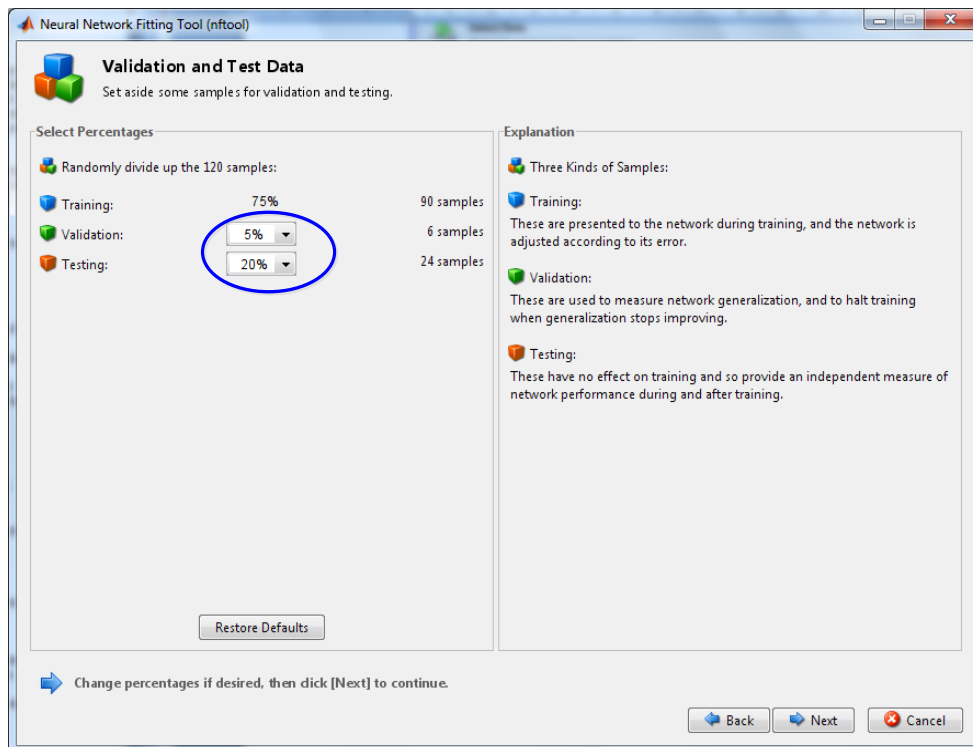 Neural Network Fitting Tool (nftool)
Validation and Test Data
Set aside some samples for validation and testing.
Select Percentages
Randomly divide up the 120 samples:
Training: 75% 90 samples
Validation: 5% 6 samples
Testing: 20% 24 samples
Restore Defaults
Explanation
Three Kinds of Samples:
Training:
These are presented to the network during training, and the network is
adjusted according to its error.
Validation:
These are used to measure network generalization, and to halt training
when generalization stops improving.
Testing:
These have no effect on training and so provide an independent measure of
network performance during and after training.
Change percentages if desired, then click [Next] to continue.
Back Next Cancel